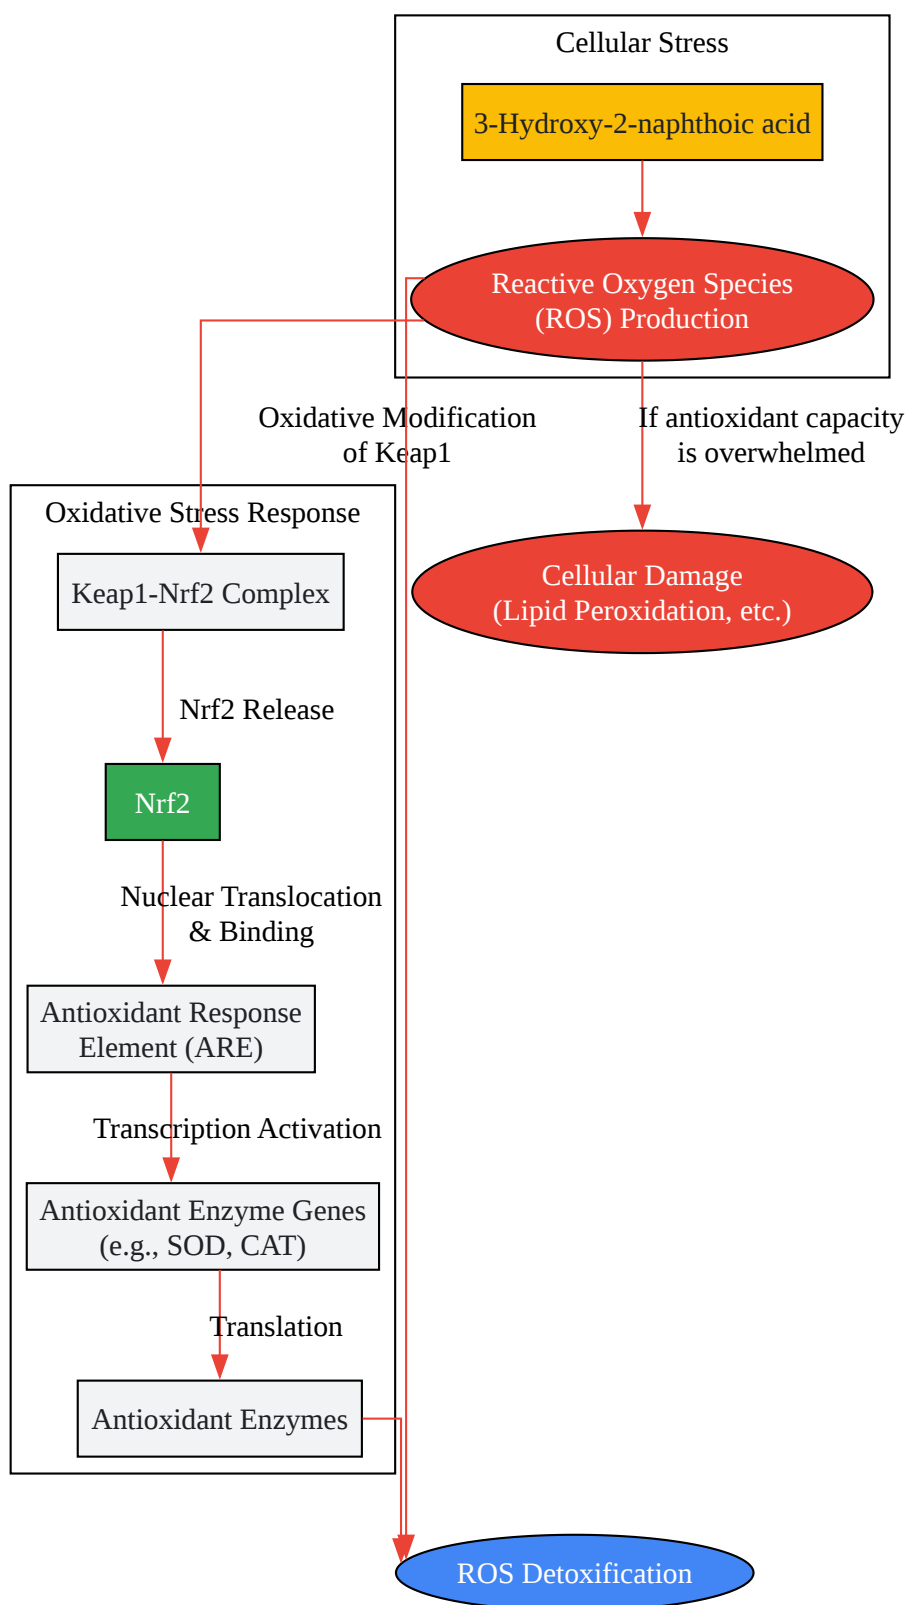 Cellular Stress
3-Hydroxy-2-naphthoic acid
Reactive Oxygen Species
(ROS) Production
Oxidative Modification
of Keap1
If antioxidant capacity
is overwhelmed
Oxidative Stress Response
Keap1-Nrf2 Complex
Cellular Damage
(Lipid Peroxidation, etc.)
Nrf2 Release
Nrf2
Nuclear Translocation
& Binding
Antioxidant Response
Element (ARE)
Transcription Activation
Antioxidant Enzyme Genes
(e.g., SOD, CAT)
Translation
Antioxidant Enzymes
ROS Detoxification